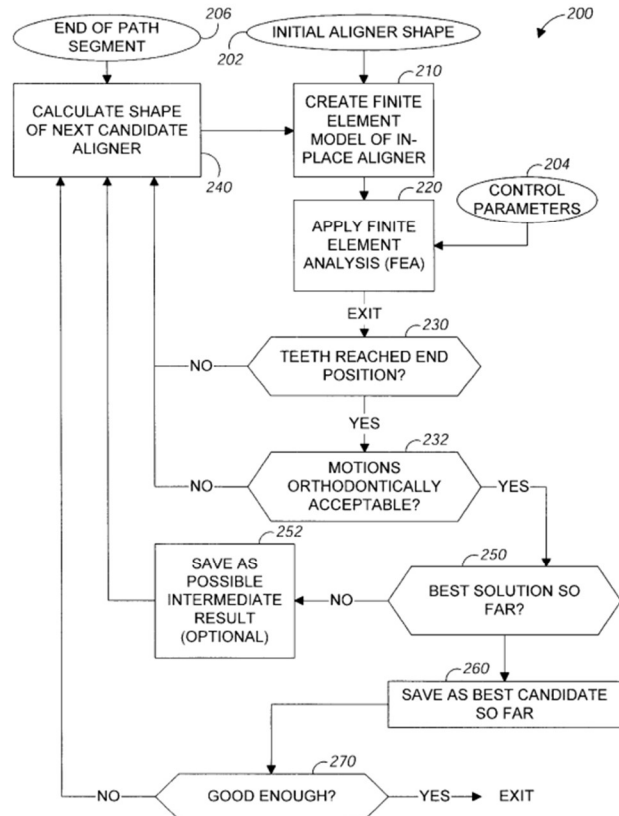 END OF PATH
SEGMENT
206
202
INITIAL ALIGNER SHAPE
200
CALCULATE SHAPE
OF NEXT CANDIDATE
ALIGNER
240
210
CREATE FINITE
ELEMENT
MODEL OF IN-
PLACE ALIGNER
220
APPLY FINITE
ELEMENT
ANALYSIS (FEA)
204
CONTROL
PARAMETERS
EXIT
230
NO
TEETH REACHED END
POSITION?
YES
232
NO
MOTIONS
ORTHODONTICALLY
ACCEPTABLE?
YES
252
SAVE AS
POSSIBLE
INTERMEDIATE
RESULT
(OPTIONAL)
NO
250
BEST SOLUTION SO
FAR?
260
SAVE AS BEST CANDIDATE
SO FAR
270
NO
GOOD ENOUGH?
YES
EXIT